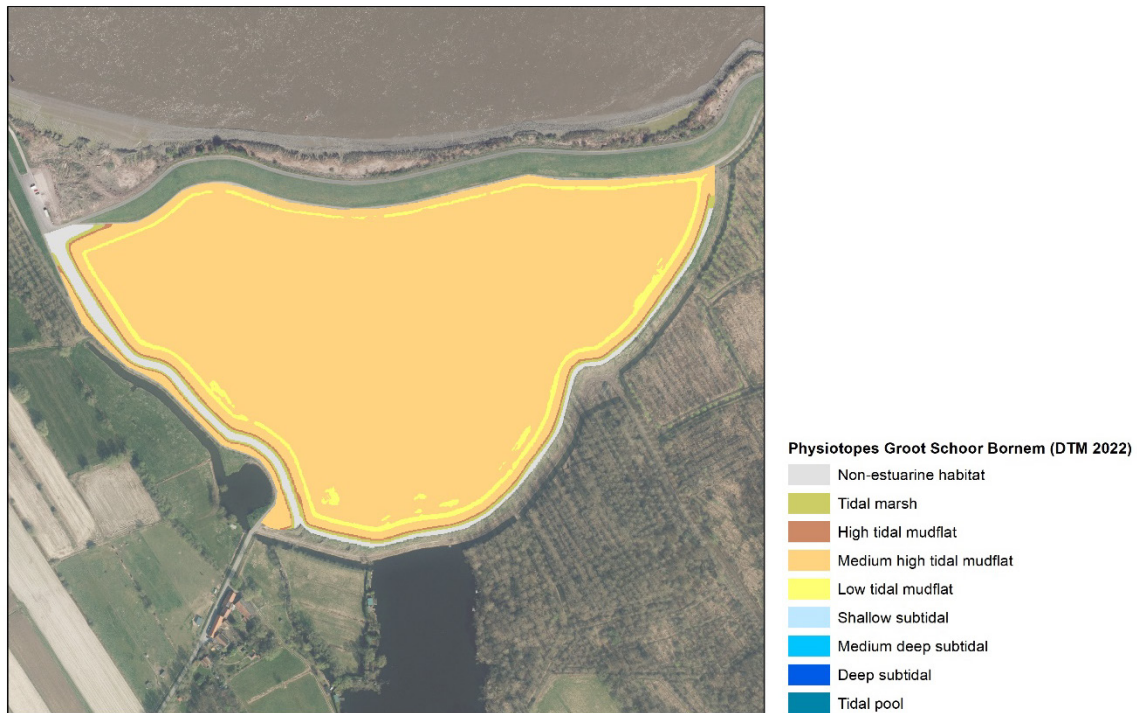 Physiotopes Groot Schoor Bornem (DTM 2022)
Non-estuarine habitat
Tidal marsh
High tidal mudflat
Medium high tidal mudflat
Low tidal mudflat
Shallow subtidal
Medium deep subtidal
Deep subtidal
Tidal pool